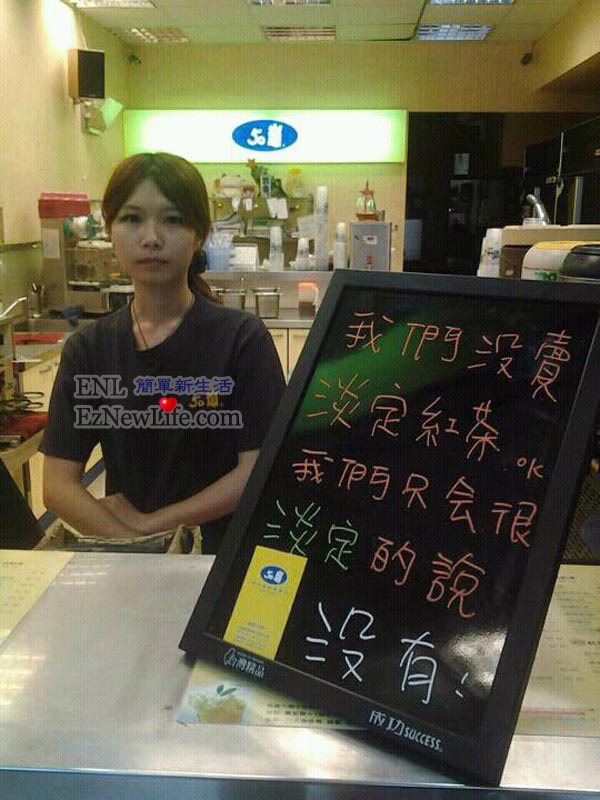 50嵐
ENL 簡單新生活
EzNewLife.com
50嵐
我們没賣
淡定紅茶.OK
我們只会很
淡定的說
没有!
50嵐
台灣精品
成功SUCCESS